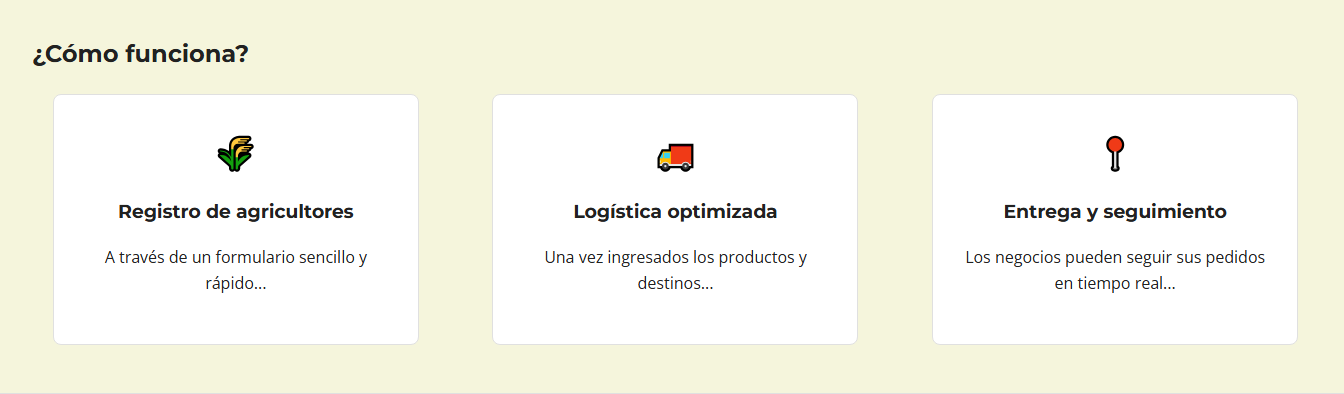 ¿Cómo funciona?
Registro de agricultores
A través de un formulario sencillo y
rápido...
Logística optimizada
Una vez ingresados los productos y
destinos...
Entrega y seguimiento
Los negocios pueden seguir sus pedidos
en tiempo real...